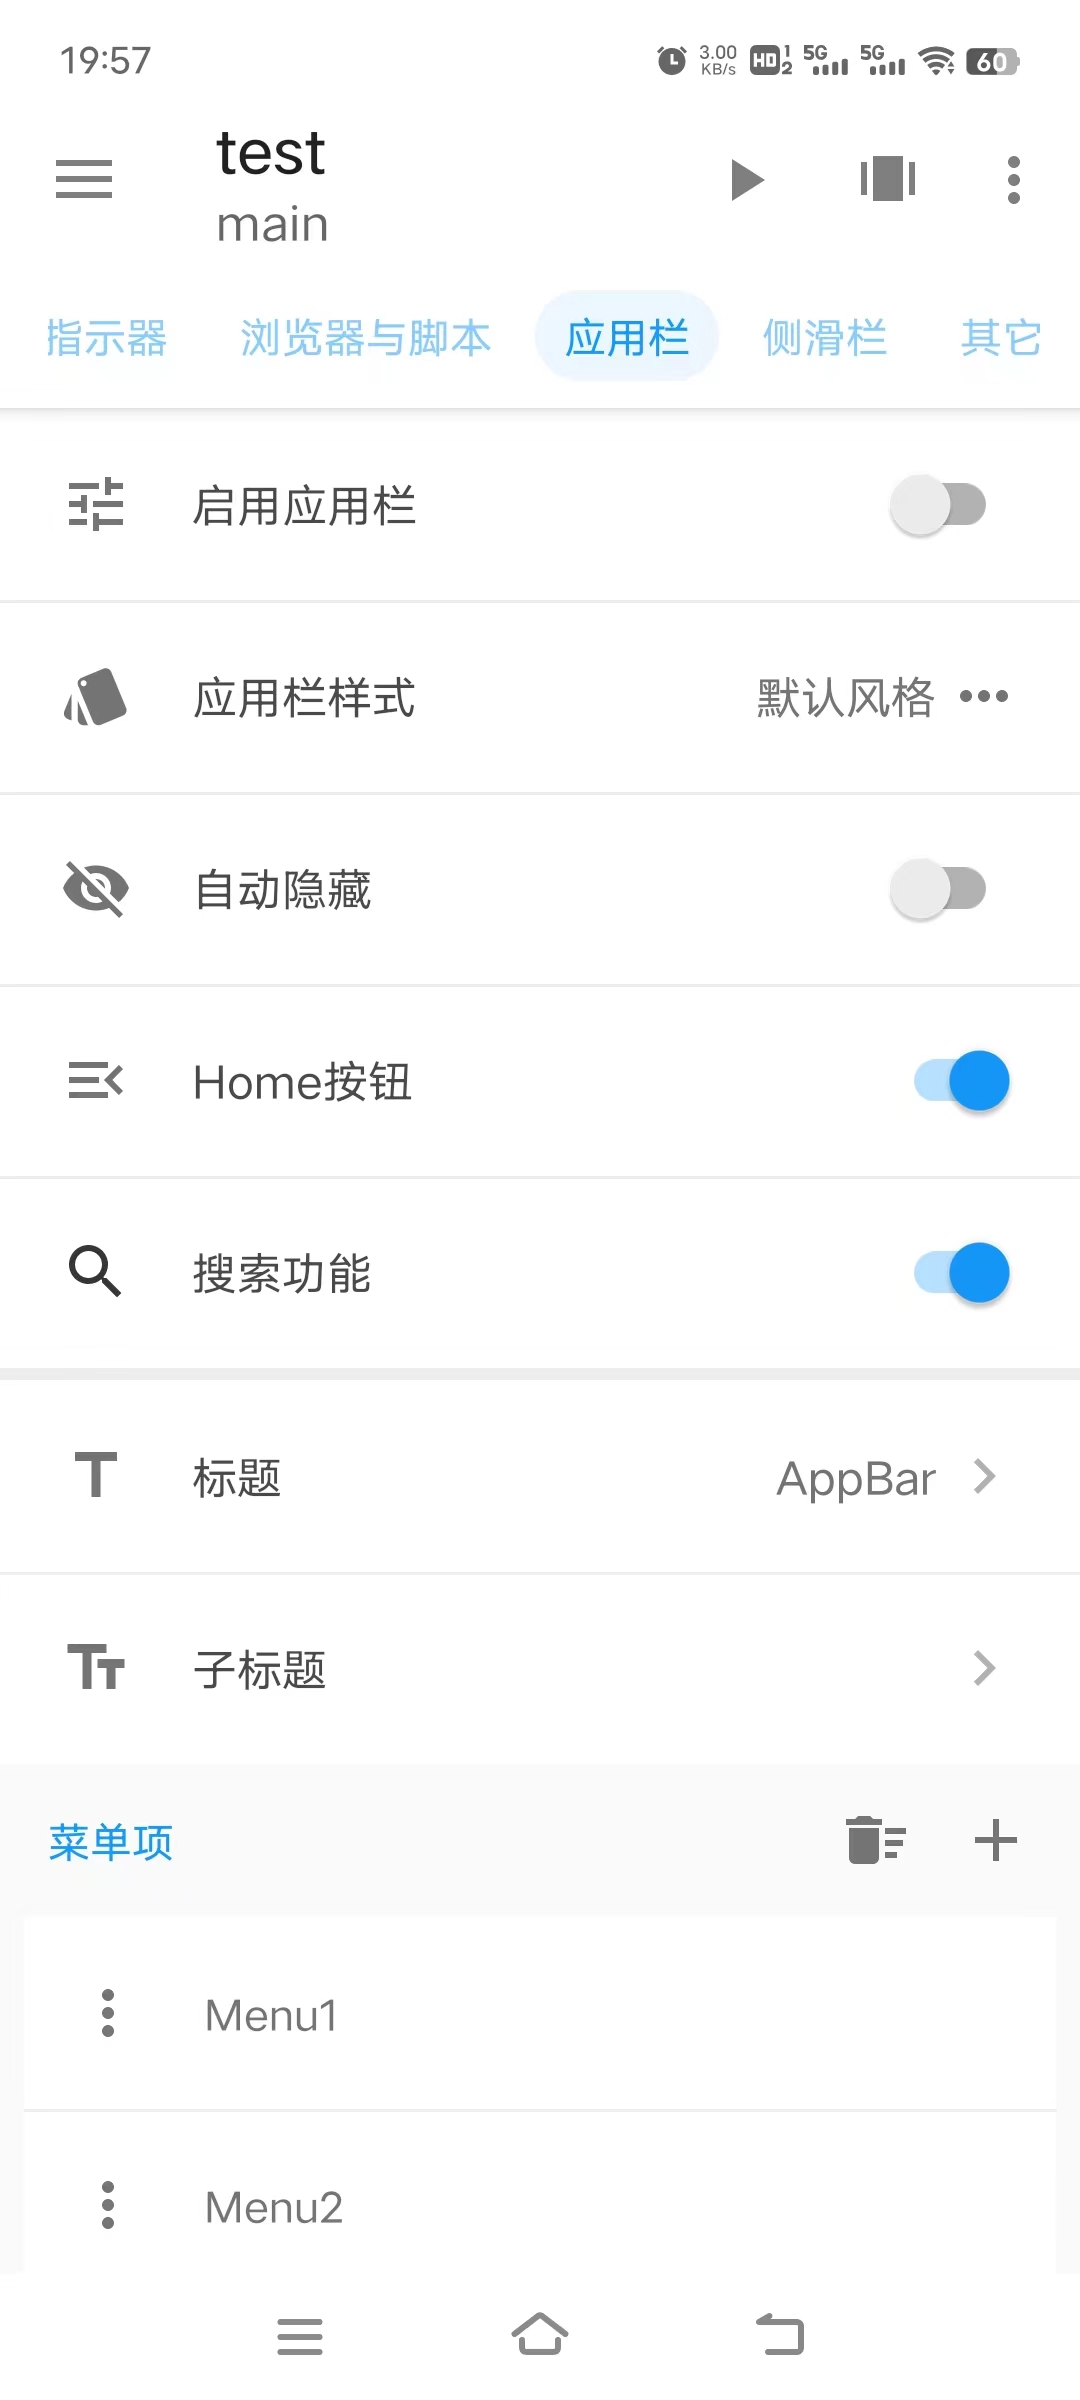 19:57
3.00 KB/s HD 1 2 5G 5G 60
test
main
指示器 浏览器与脚本 应用栏 侧滑栏 其它
启用应用栏
应用栏样式 默认风格
自动隐藏
Home按钮
搜索功能
标题 AppBar
子标题
菜单项
Menu1
Menu2